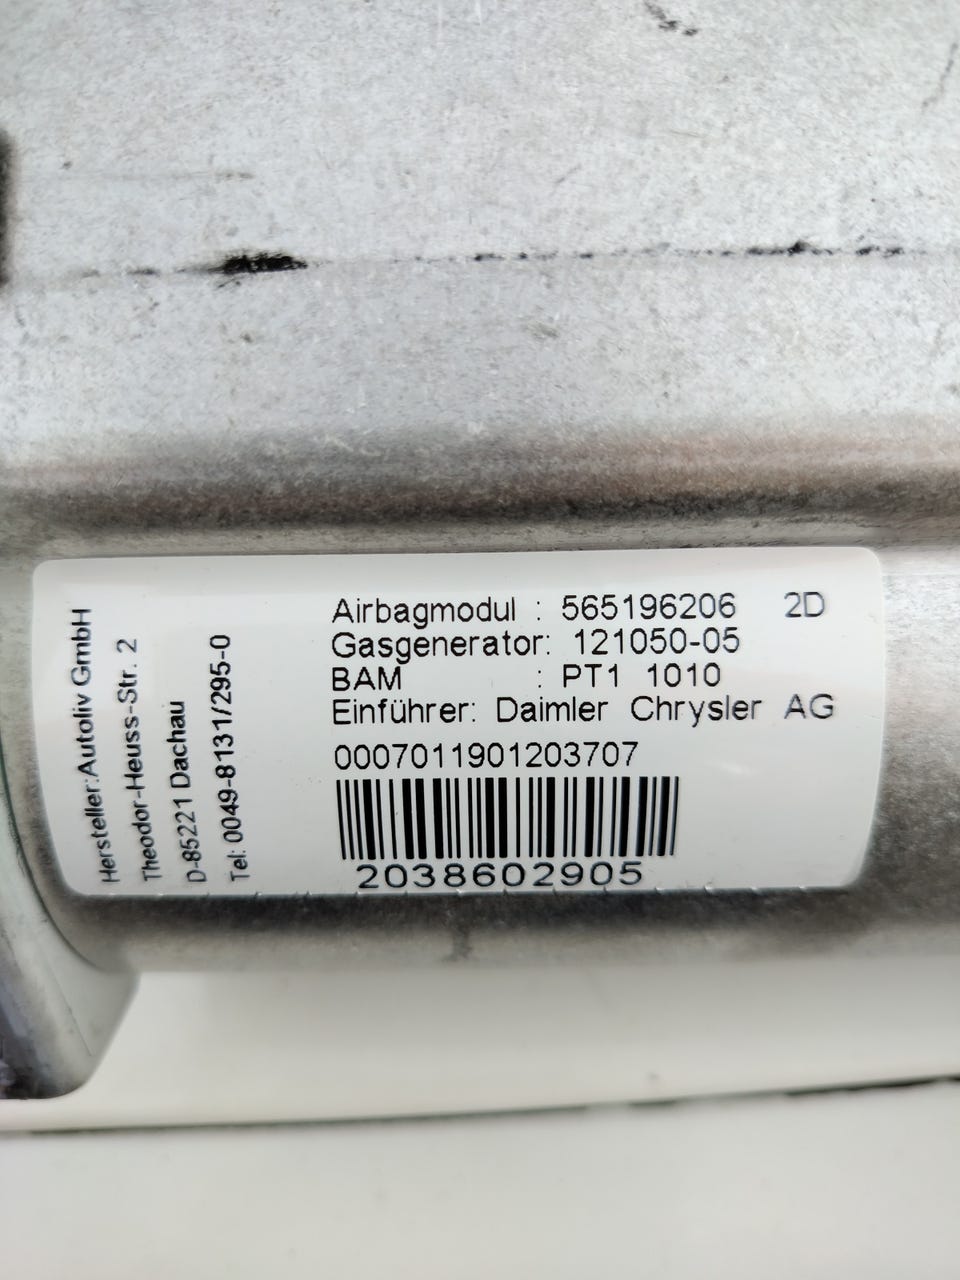 Hersteller:Autoliv GmbH
Theodor-Heuss-Str. 2
D-85221 Dachau
Tel: 0049-8131/295-0
Airbagmodul : 565196206 2D
Gasgenerator: 121050-05
BAM : PT1 1010
Einführer: Daimler Chrysler AG
0007011901203707
2038602905